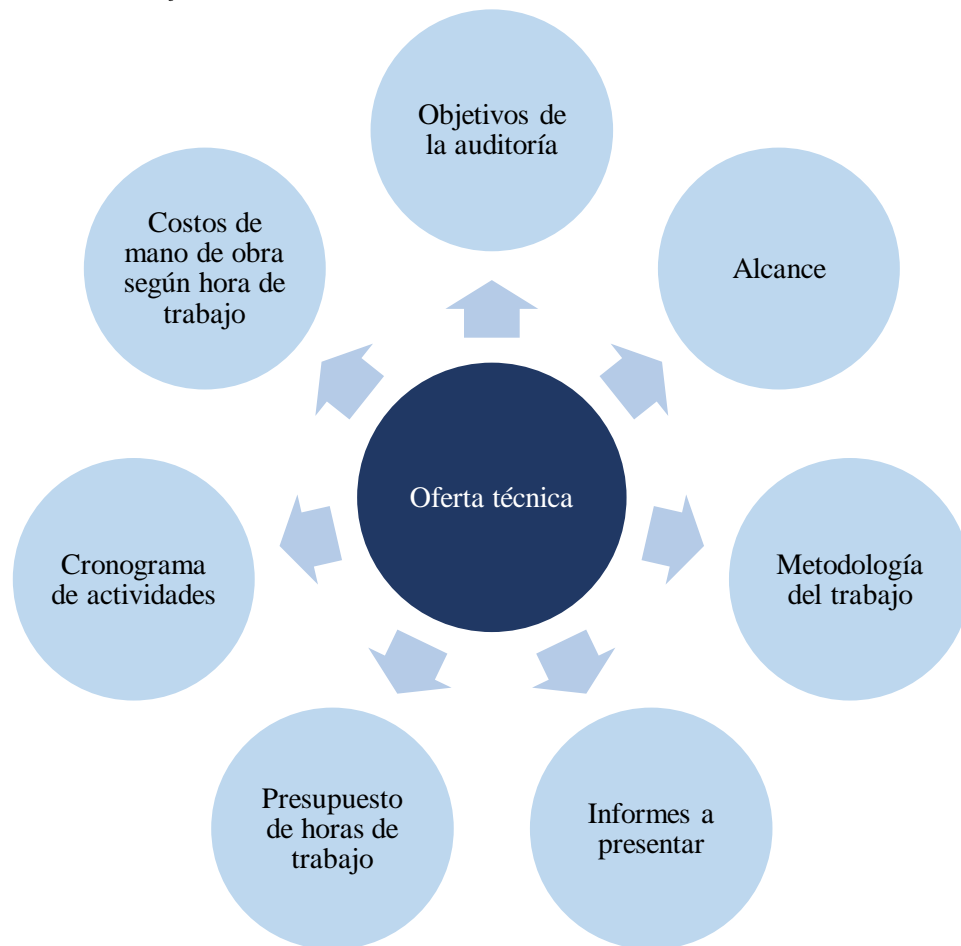 Objetivos de
la auditoría
Alcance
Metodología
del trabajo
Informes a
presentar
Presupuesto
de horas de
trabajo
Cronograma
de actividades
Costos de
mano de obra
según hora de
trabajo
Oferta técnica